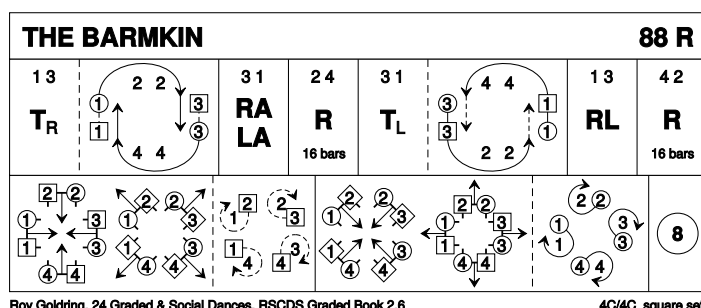 THE BARMKIN 88 R
1 3 2 2 3 1 2 4 3 1 4 4 1 3 4 2
1 3 3 1
TR RA LA R TL RL R
1 3 3 1
4 4 16 bars 2 2 16 bars
2 2 2 2 2 2 2 2 2 2 2
1 3 1 3 1 2 1 3 1 3 1 3
8
1 3 1 3 1 3 1 3 1 3 1 3
4 4 4 4 4 4 4 4 4 4 4
Roy Goldring, 24 Graded & Social Dances, RSCDS Graded Book 2.6 4C/4C square set